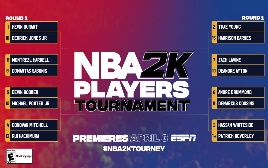 ROUND 1
KEVIN DURANT
DERRICK JONES JR
MONTREZL HARRELL
DOMANTAS SABONIS
DEVIN BOOKER
MICHAEL PORTER JR
DONOVAN MITCHELL
RUI HACHIMURA
NBA2K
PLAYERS
TOURNAMENT
PREMIERES APRIL 3 ESPN
#NBA2KTOURNEY
ROUND 1
TRAE YOUNG
HARRISON BARNES
ZACH LAVINE
DEANDRE AYTON
ANDRE DRUMMOND
DEMARCUS COUSINS
HASSAN WHITESIDE
PATRICK BEVERLEY